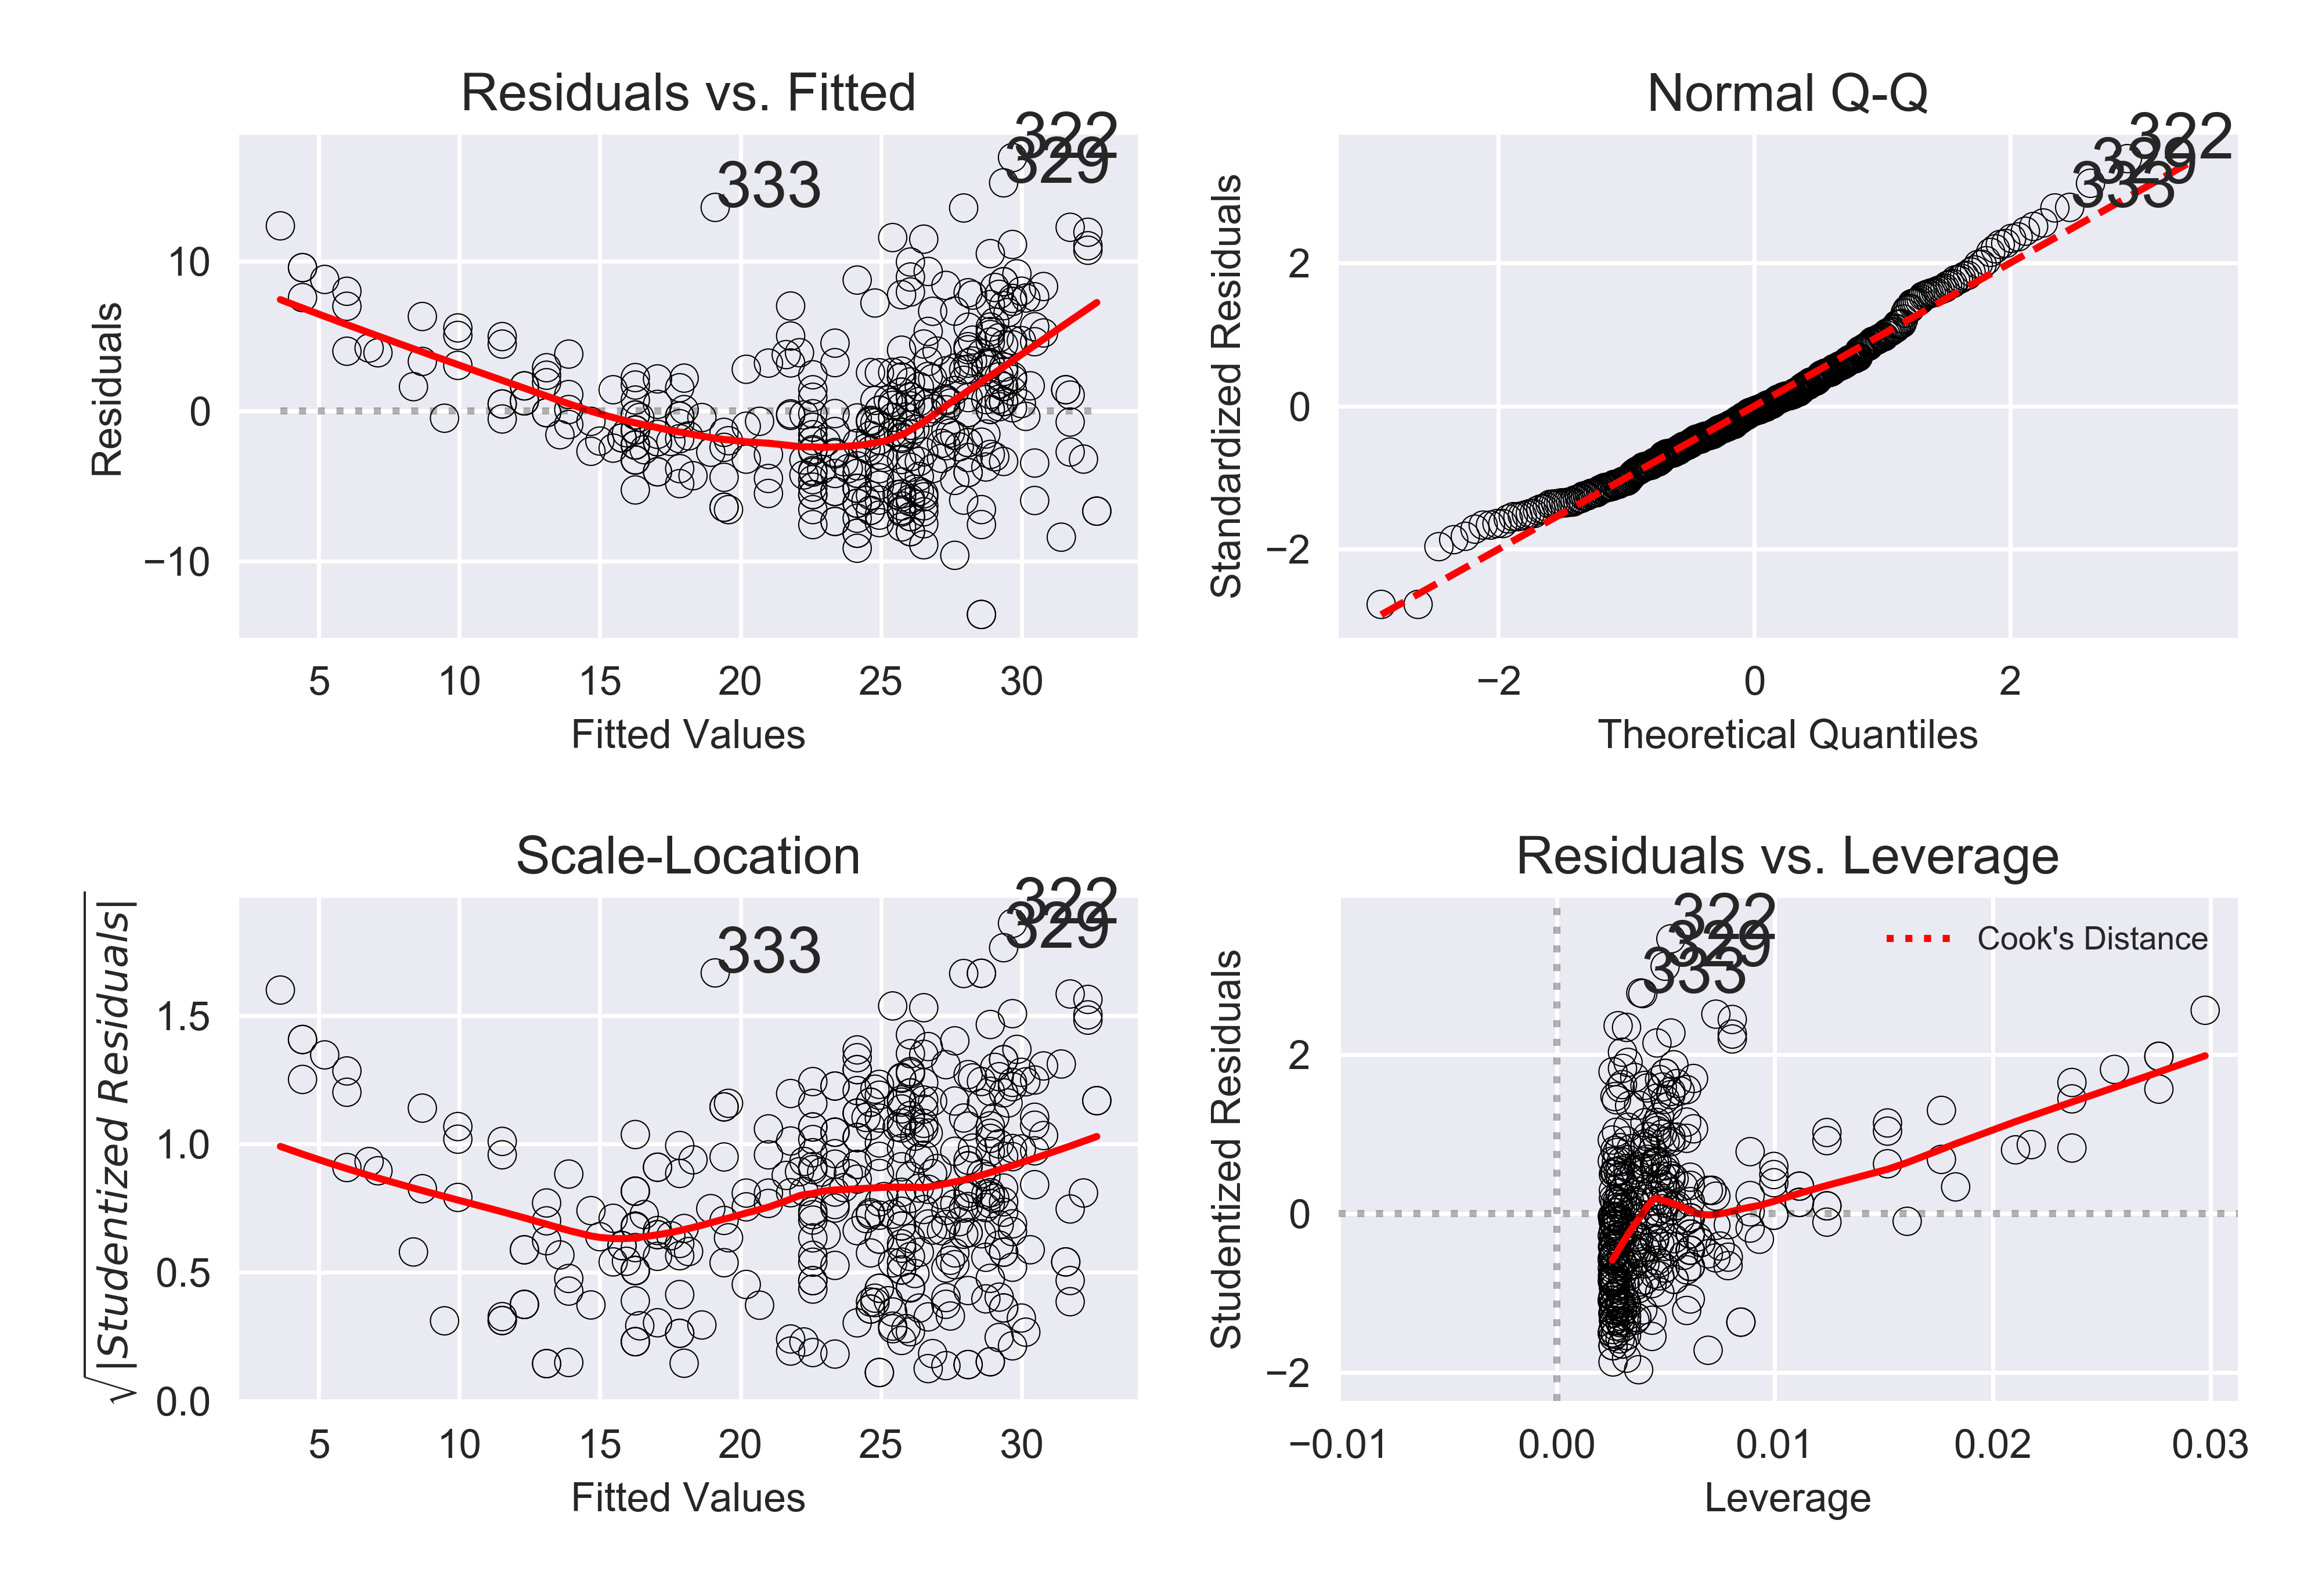 Residuals vs. Fitted
322
329
333
10
0
−10
Residuals
5 10 15 20 25 30
Fitted Values
Normal Q-Q
322
329
333
2
0
−2
Standardized Residuals
−2 0 2
Theoretical Quantiles
Scale-Location
322
329
333
1.5
1.0
0.5
0.0
√|Studentized Residuals|
5 10 15 20 25 30
Fitted Values
Residuals vs. Leverage
322
329
333
Cook's Distance
2
0
−2
Studentized Residuals
−0.01 0.00 0.01 0.02 0.03
Leverage